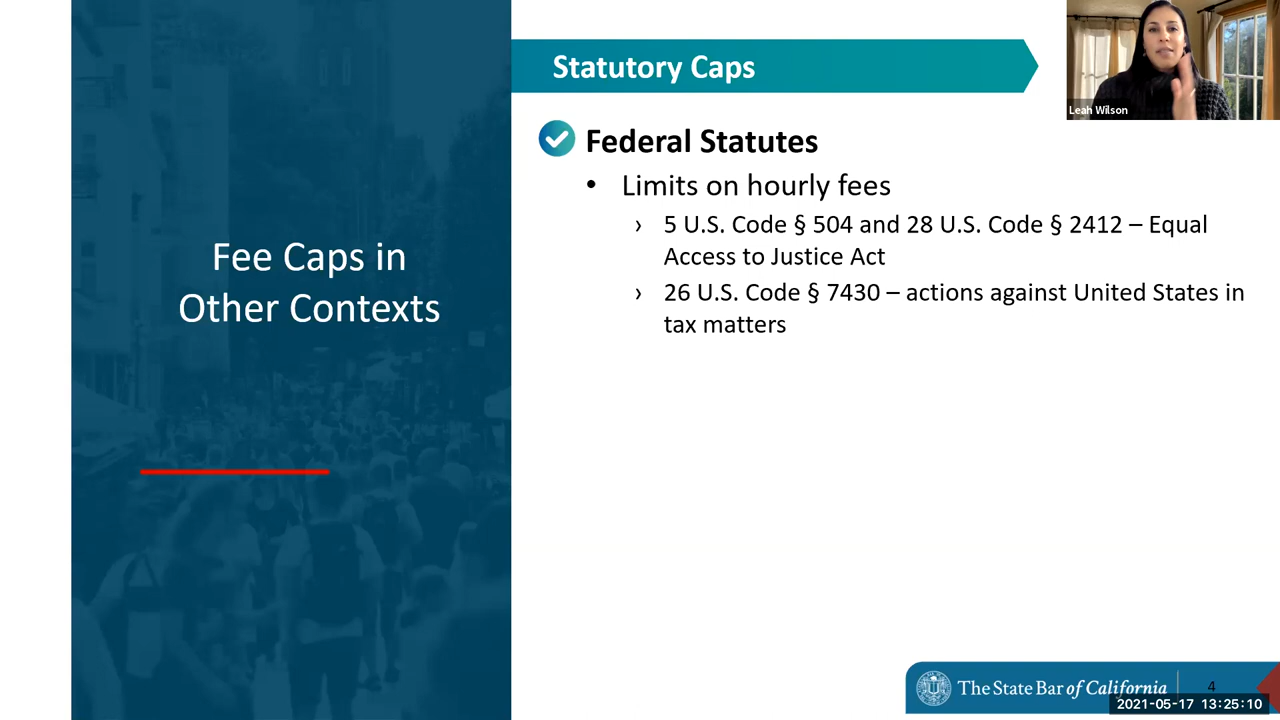 Statutory Caps
Leah Wilson
Federal Statutes
• Limits on hourly fees
› 5 U.S. Code § 504 and 28 U.S. Code § 2412 – Equal
Access to Justice Act
› 26 U.S. Code § 7430 – actions against United States in
tax matters
Fee Caps in
Other Contexts
The State Bar of California
4
2021-05-17 13:25:10